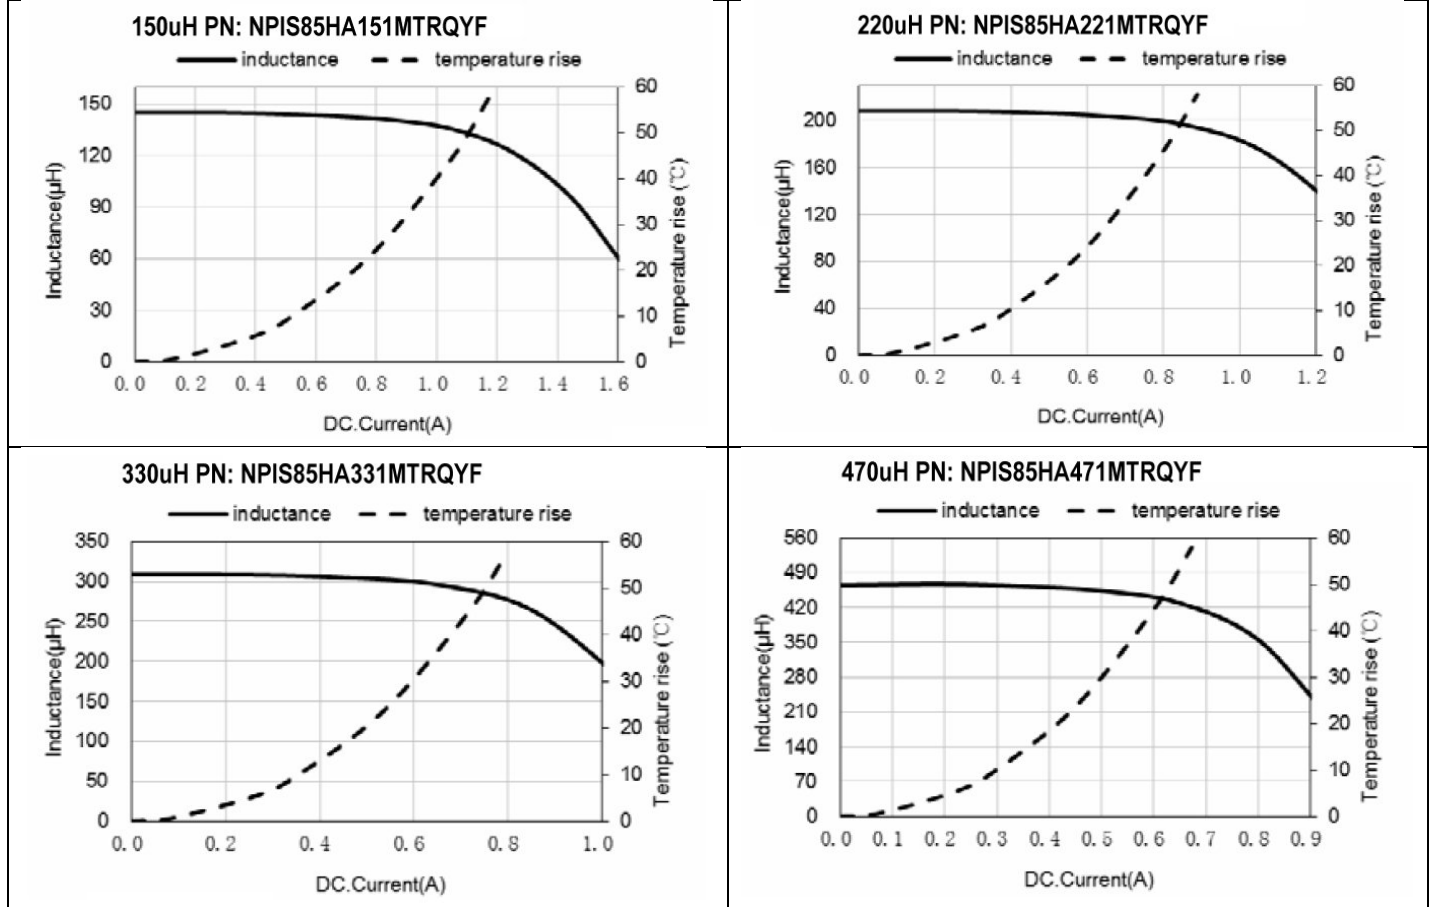 150uH PN: NPIS85HA151MTRQYF
inductance temperature rise
150
120
90
60
30
0
60
50
40
30
20
10
0
Inductance(μH)
Temperature rise (℃)
0.0 0.2 0.4 0.6 0.8 1.0 1.2 1.4 1.6
DC.Current(A)
220uH PN: NPIS85HA221MTRQYF
inductance temperature rise
200
160
120
80
40
0
60
50
40
30
20
10
0
Inductance(μH)
Temperature rise (℃)
0.0 0.2 0.4 0.6 0.8 1.0 1.2
DC.Current(A)
330uH PN: NPIS85HA331MTRQYF
inductance temperature rise
350
300
250
200
150
100
50
0
60
50
40
30
20
10
0
Inductance(μH)
Temperature rise (℃)
0.0 0.2 0.4 0.6 0.8 1.0
DC.Current(A)
470uH PN: NPIS85HA471MTRQYF
inductance temperature rise
560
490
420
350
280
210
140
70
0
60
50
40
30
20
10
0
Inductance(μH)
Temperature rise (℃)
0.0 0.1 0.2 0.3 0.4 0.5 0.6 0.7 0.8 0.9
DC.Current(A)